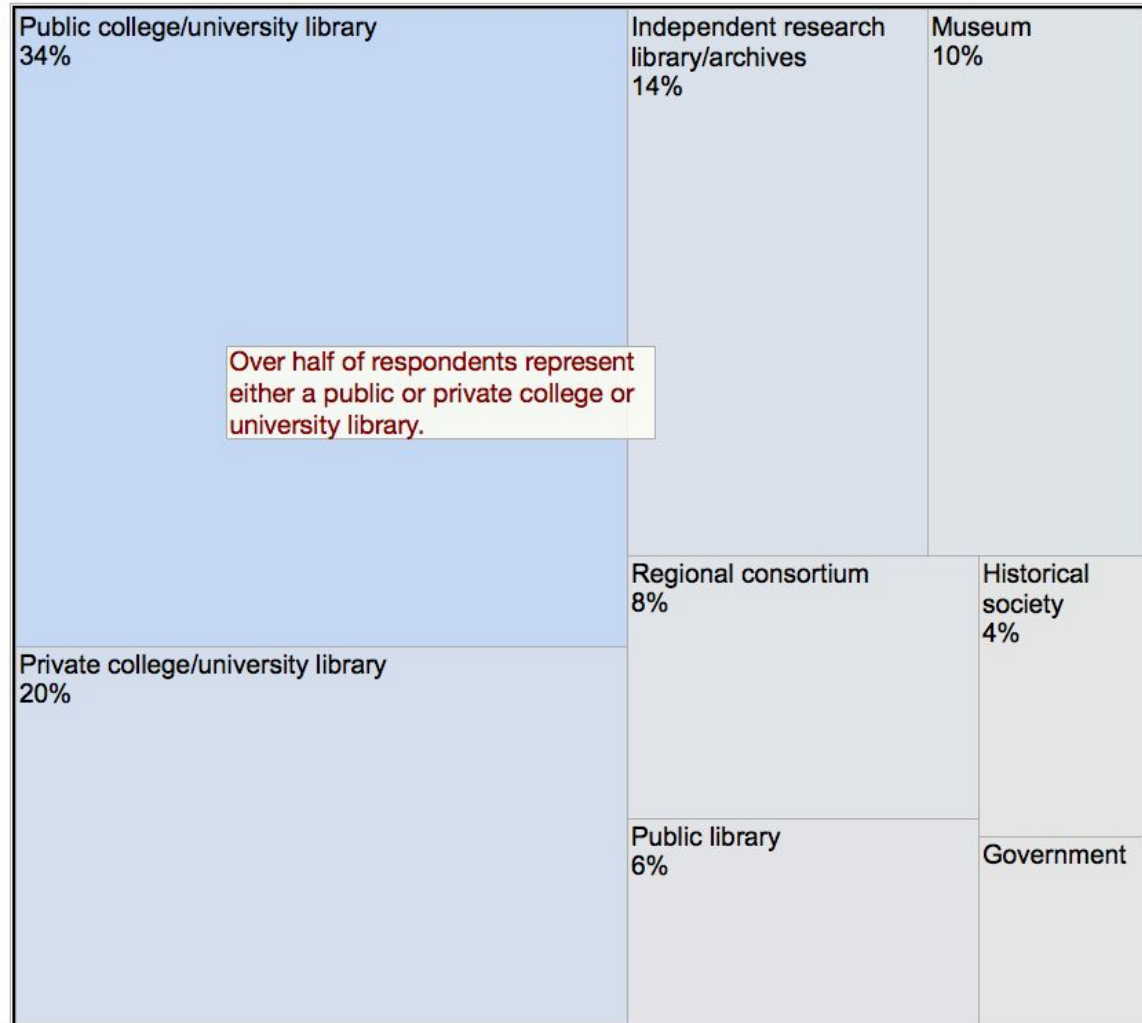 Public college/university library
34%
Independent research
library/archives
14%
Museum
10%
Over half of respondents represent
either a public or private college or
university library.
Regional consortium
8%
Historical
society
4%
Private college/university library
20%
Public library
6%
Government